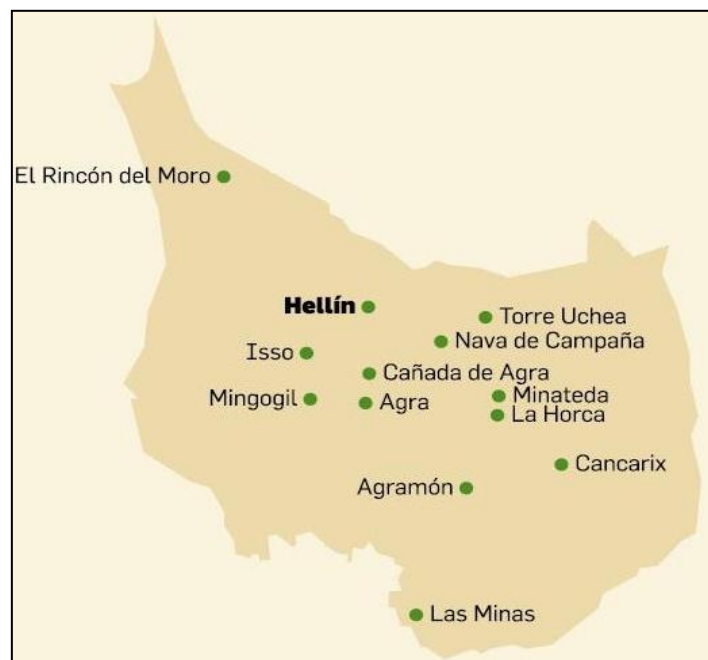 El Rincón del Moro
Hellín
Torre Uchea
Nava de Campaña
Isso
Cañada de Agra
Mingogil
Agra
Minateda
La Horca
Cancarix
Agramón
Las Minas